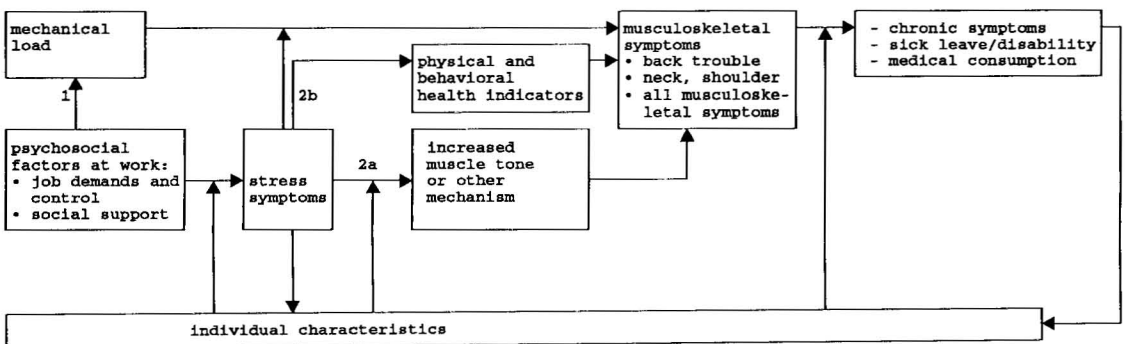 mechanical
load
musculoskeletal
symptoms
• back trouble
• neck, shoulder
• all musculoske-
letal symptoms
- chronic symptoms
- sick leave/disability
- medical consumption
physical and
behavioral
health indicators
1
2b
psychosocial
factors at work:
• job demands and
control
• social support
stress
symptoms
2a
increased
muscle tone
or other
mechanism
individual characteristics